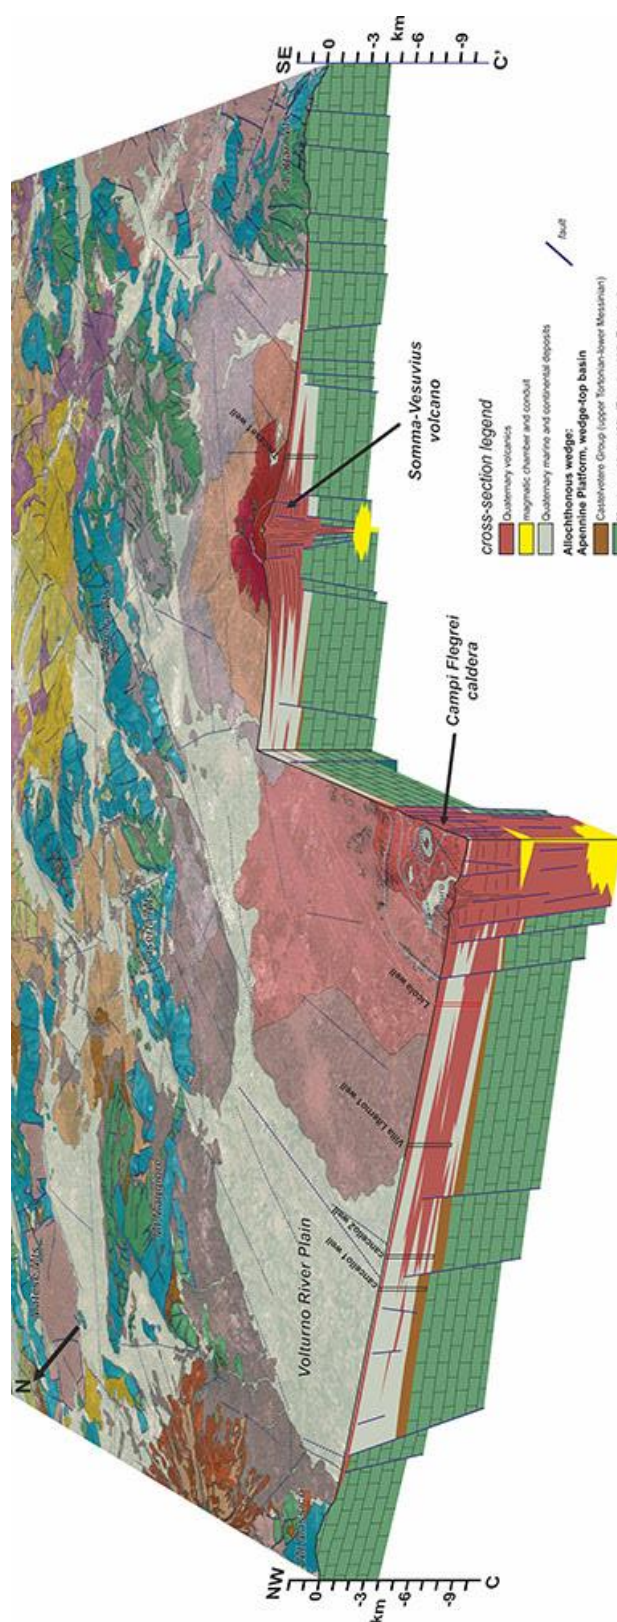 SE
0
-3
-6
-9
km
C'
N
Somma-Vesuvius
volcano
Campi Flegrei
caldera
Licola well
Villa Literno1 well
cancello2 well
cancello1 well
Volturno River Plain
NW
0
-3
-6
-9
km
C
cross-section legend
Quaternary volcanics
magmatic chamber and conduit
Quaternary marine and continental deposits
Allochthonous wedge:
Apennine Platform, wedge-top basin
Castelvetere Group (upper Tortonian-lower Messinian)
fault